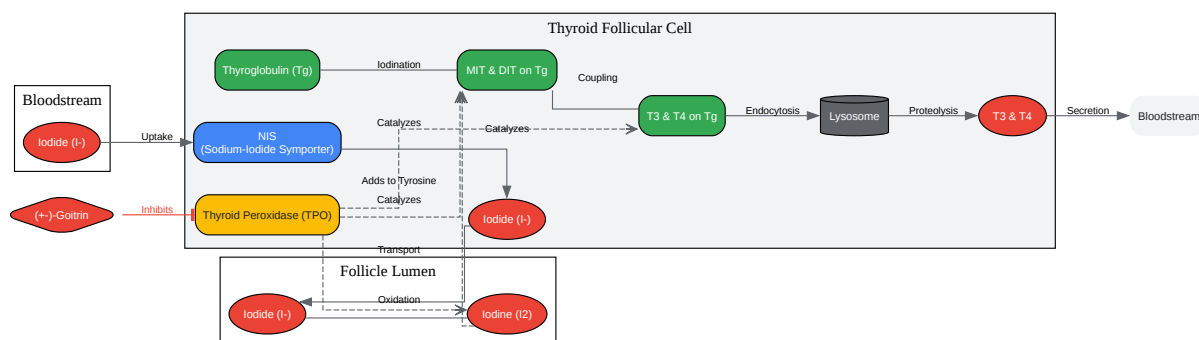 Thyroid Follicular Cell
Thyroglobulin (Tg)
Iodination
MIT & DIT on Tg
Coupling
Bloodstream
Iodide (I-)
Uptake
NIS
(Sodium-Iodide Symporter)
Catalyzes
Catalyzes
T3 & T4 on Tg
Endocytosis
Lysosome
Proteolysis
T3 & T4
Secretion
Bloodstream
Adds to Tyrosine
(+-)-Goitrin
Inhibits
Thyroid Peroxidase (TPO)
Catalyzes
Iodide (I-)
Transport
Follicle Lumen
Iodide (I-)
Oxidation
Iodine (I2)